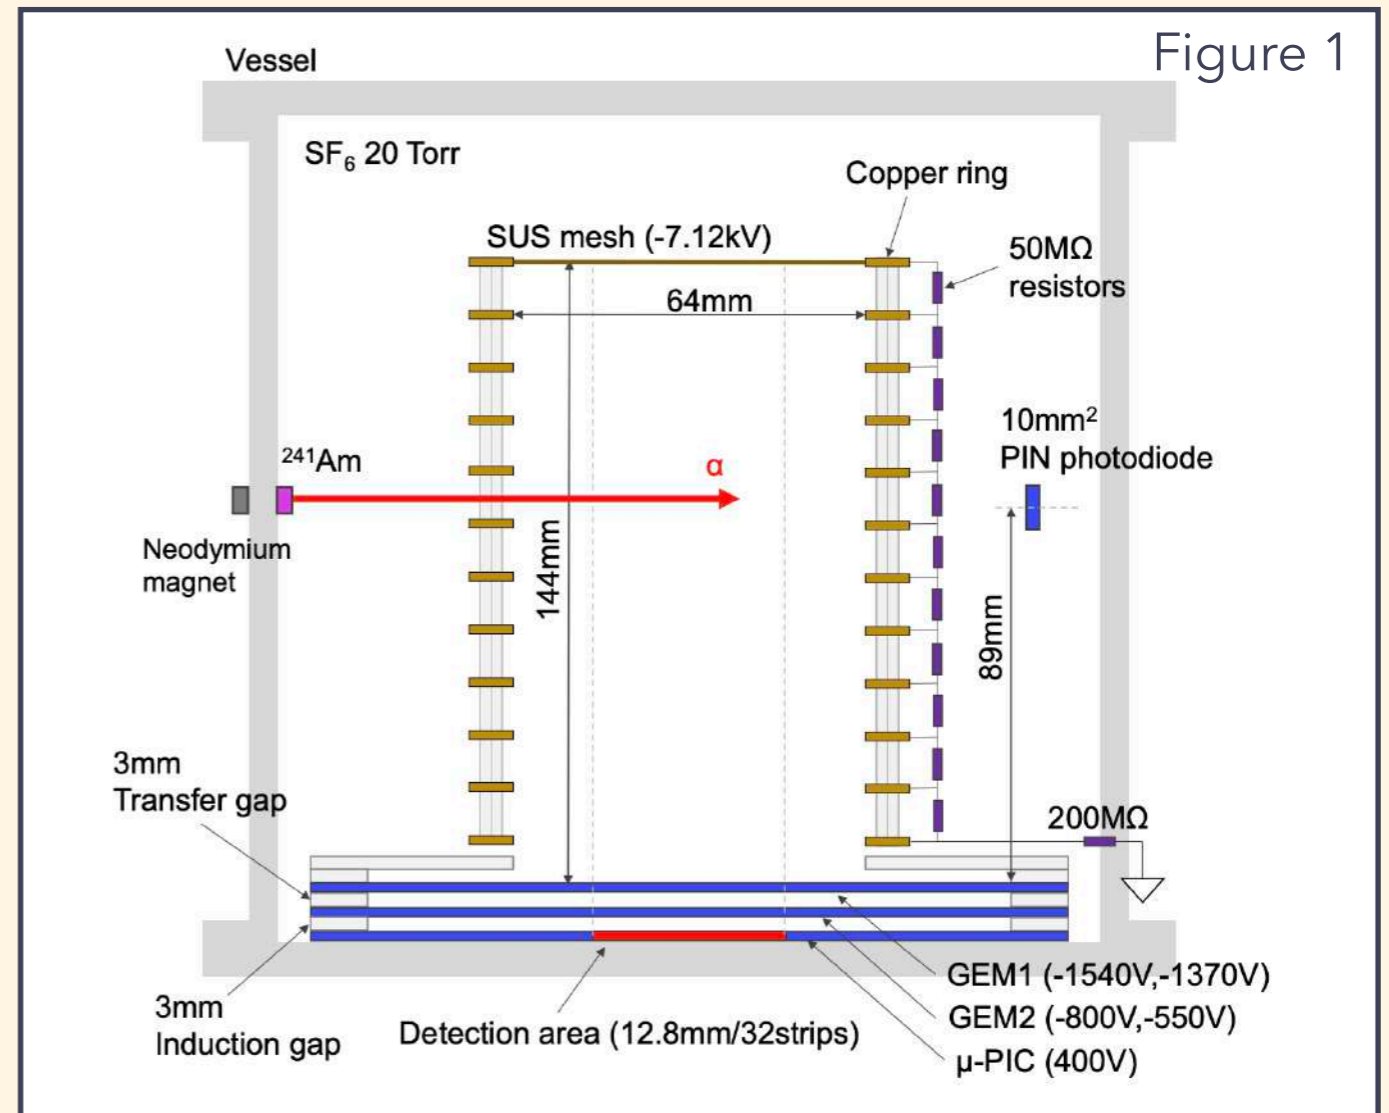 Figure 1
Vessel
SF₆ 20 Torr
Copper ring
SUS mesh (-7.12kV)
50MΩ
resistors
64mm
10mm²
PIN photodiode
²⁴¹Am
α
Neodymium
magnet
144mm
89mm
3mm
Transfer gap
200MΩ
GEM1 (-1540V,-1370V)
GEM2 (-800V,-550V)
μ-PIC (400V)
3mm
Induction gap
Detection area (12.8mm/32strips)